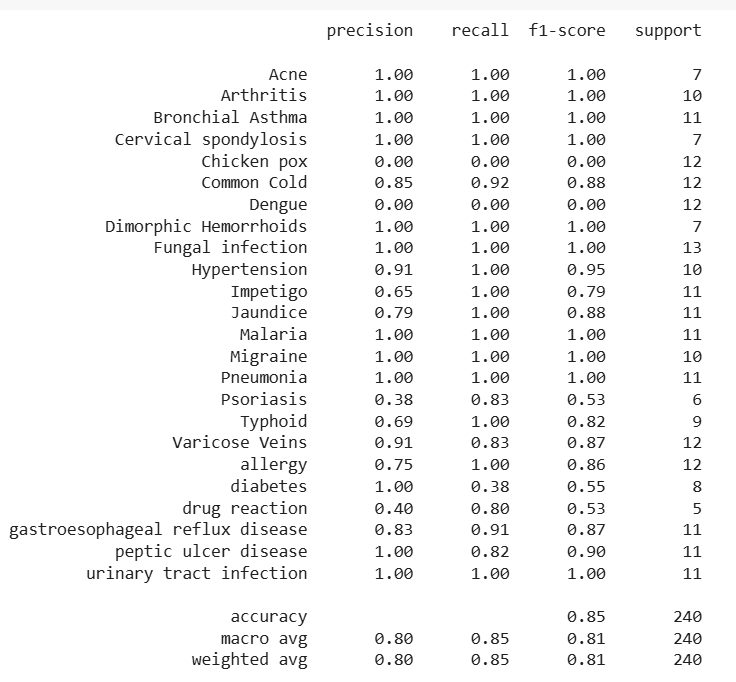 precision recall f1-score support
Acne 1.00 1.00 1.00 7
Arthritis 1.00 1.00 1.00 10
Bronchial Asthma 1.00 1.00 1.00 11
Cervical spondylosis 1.00 1.00 1.00 7
Chicken pox 0.00 0.00 0.00 12
Common Cold 0.85 0.92 0.88 12
Dengue 0.00 0.00 0.00 12
Dimorphic Hemorrhoids 1.00 1.00 1.00 7
Fungal infection 1.00 1.00 1.00 13
Hypertension 0.91 1.00 0.95 10
Impetigo 0.65 1.00 0.79 11
Jaundice 0.79 1.00 0.88 11
Malaria 1.00 1.00 1.00 11
Migraine 1.00 1.00 1.00 10
Pneumonia 1.00 1.00 1.00 11
Psoriasis 0.38 0.83 0.53 6
Typhoid 0.69 1.00 0.82 9
Varicose Veins 0.91 0.83 0.87 12
allergy 0.75 1.00 0.86 12
diabetes 1.00 0.38 0.55 8
drug reaction 0.40 0.80 0.53 5
gastroesophageal reflux disease 0.83 0.91 0.87 11
peptic ulcer disease 1.00 0.82 0.90 11
urinary tract infection 1.00 1.00 1.00 11
accuracy 0.85 240
macro avg 0.80 0.85 0.81 240
weighted avg 0.80 0.85 0.81 240